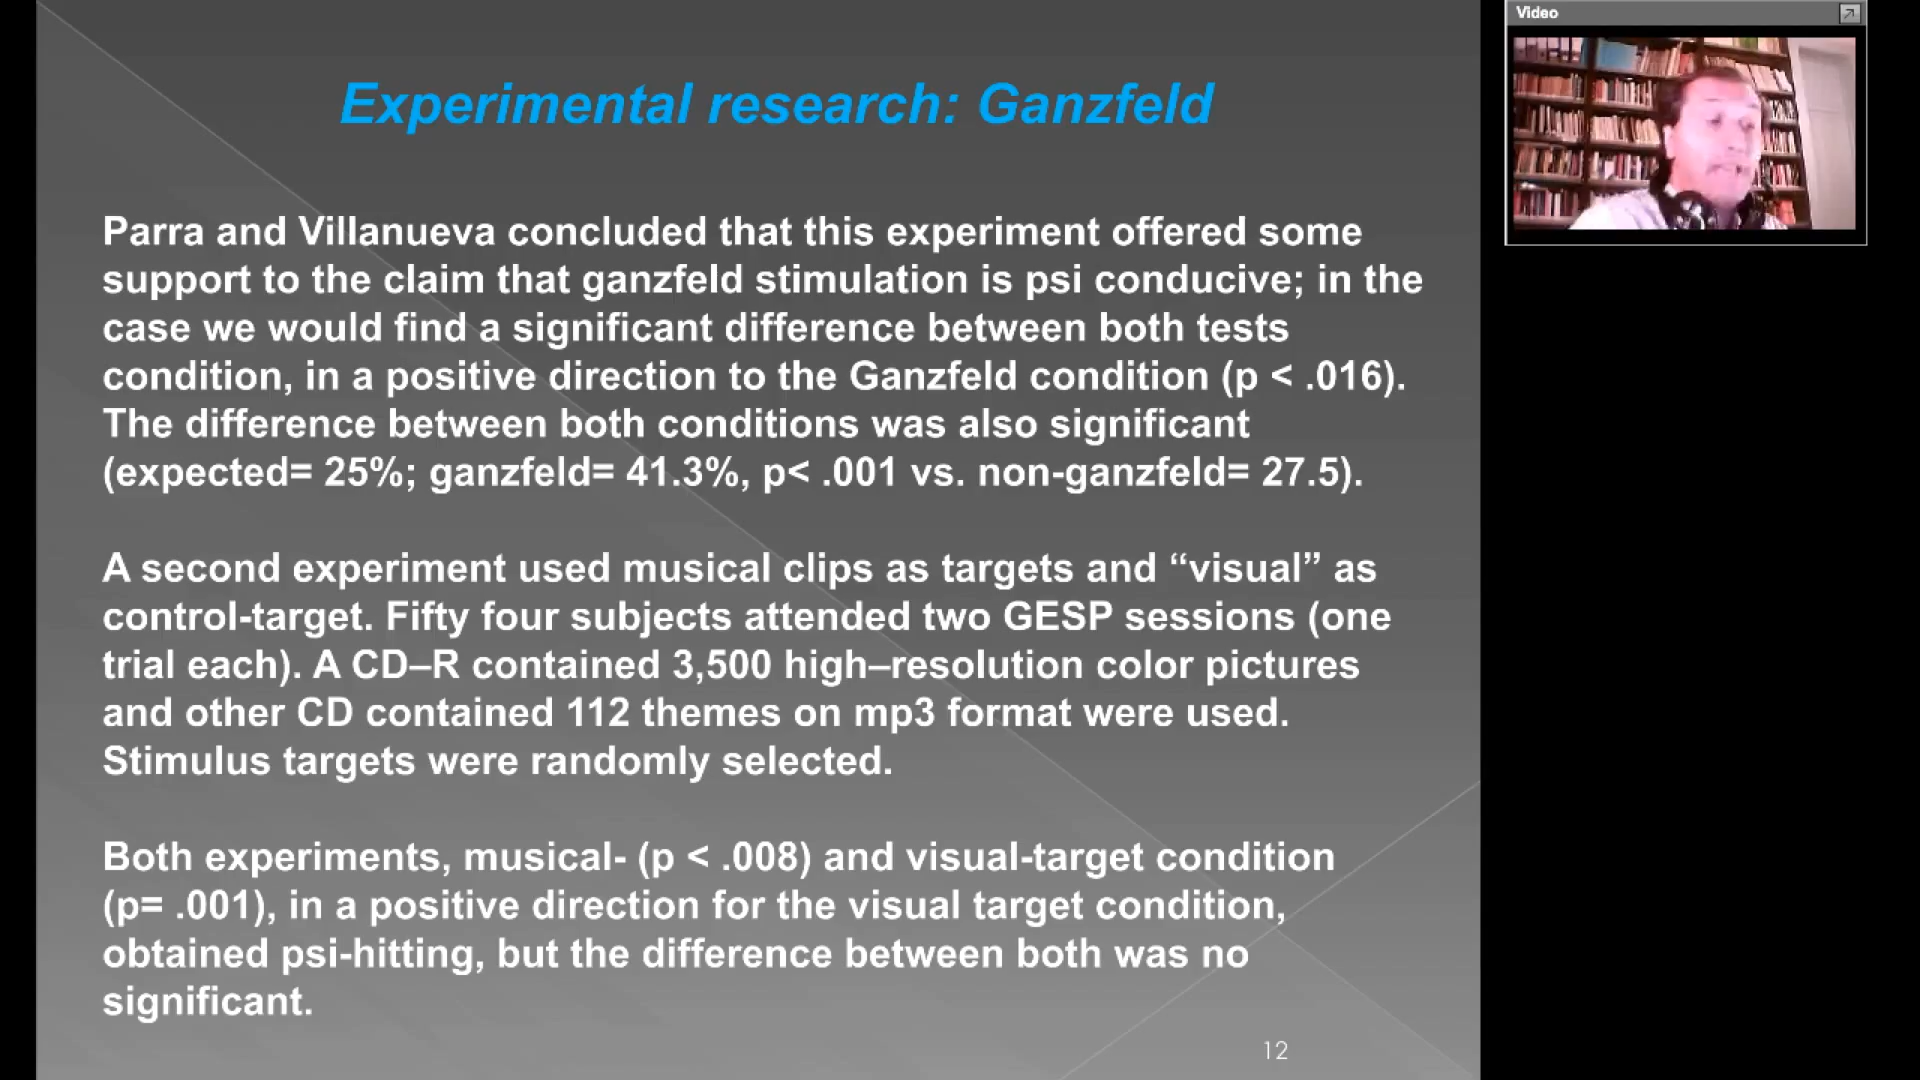 Experimental research: Ganzfeld
Parra and Villanueva concluded that this experiment offered some
support to the claim that ganzfeld stimulation is psi conducive; in the
case we would find a significant difference between both tests
condition, in a positive direction to the Ganzfeld condition (p < .016).
The difference between both conditions was also significant
(expected= 25%; ganzfeld= 41.3%, p< .001 vs. non-ganzfeld= 27.5).
A second experiment used musical clips as targets and “visual” as
control-target. Fifty four subjects attended two GESP sessions (one
trial each). A CD–R contained 3,500 high–resolution color pictures
and other CD contained 112 themes on mp3 format were used.
Stimulus targets were randomly selected.
Both experiments, musical- (p < .008) and visual-target condition
(p= .001), in a positive direction for the visual target condition,
obtained psi-hitting, but the difference between both was no
significant.
12
Video